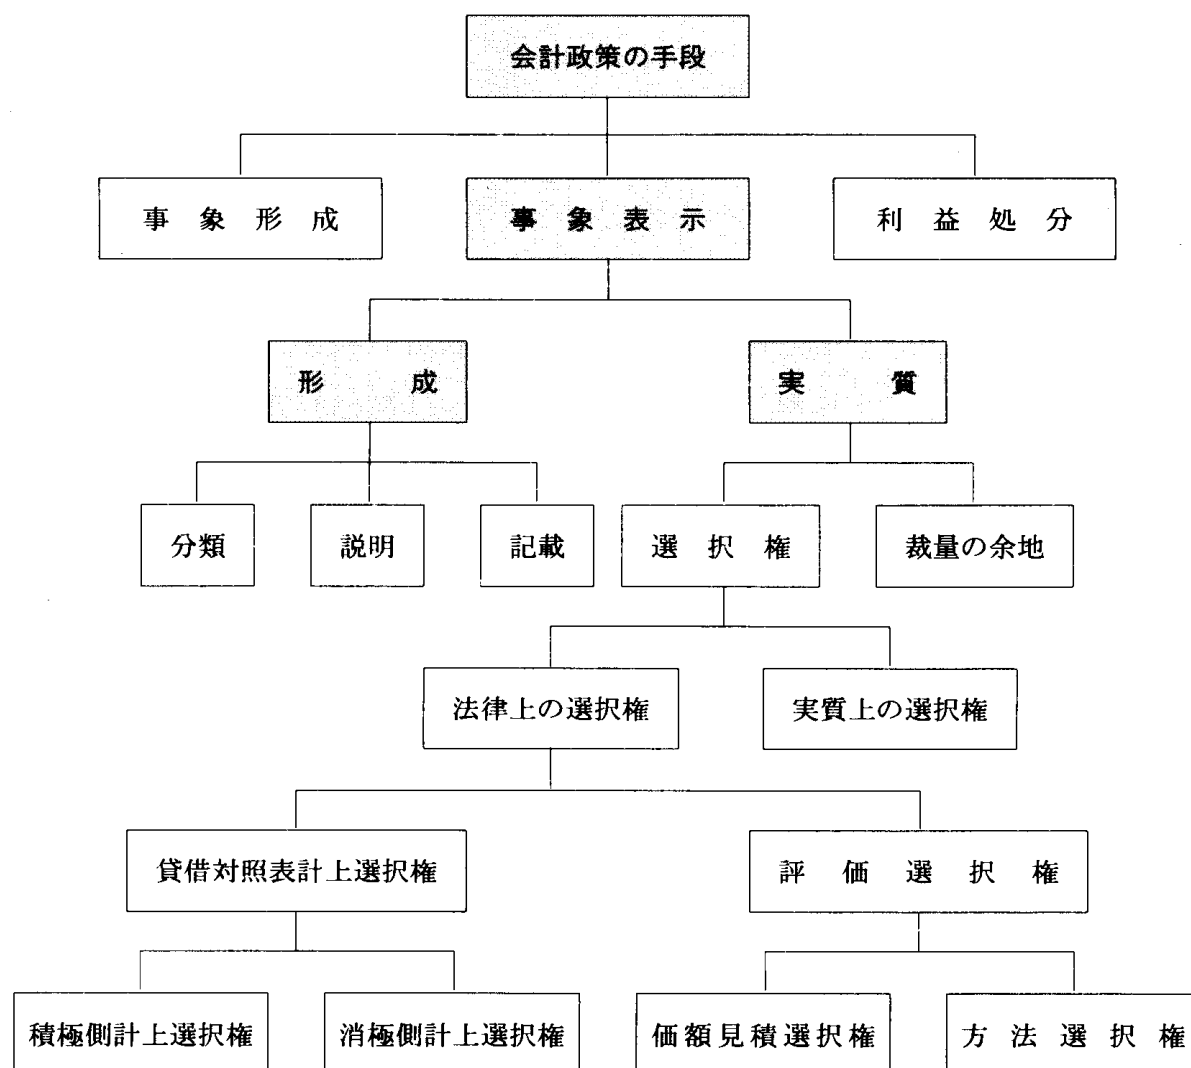 会計政策の手段
事象形成
事象表示
利益処分
形成
実質
分類
説明
記載
選択権
裁量の余地
法律上の選択権
実質上の選択権
貸借対照表計上選択権
評価選択権
積極側計上選択権
消極側計上選択権
価額見積選択権
方法選択権